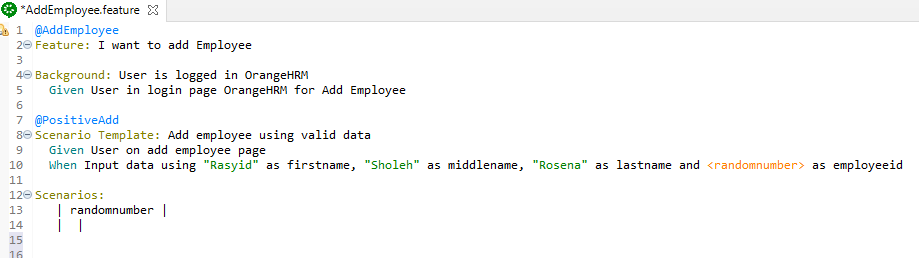 *AddEmployee.feature
1 @AddEmployee
2 Feature: I want to add Employee
3
4 Background: User is logged in OrangeHRM
5 Given User in login page OrangeHRM for Add Employee
6
7 @PositiveAdd
8 Scenario Template: Add employee using valid data
9 Given User on add employee page
10 When Input data using "Rasyid" as firstname, "Sholeh" as middlename, "Rosena" as lastname and <randomnumber> as employeeid
11
12 Scenarios:
13 | randomnumber |
14 | |
15
16